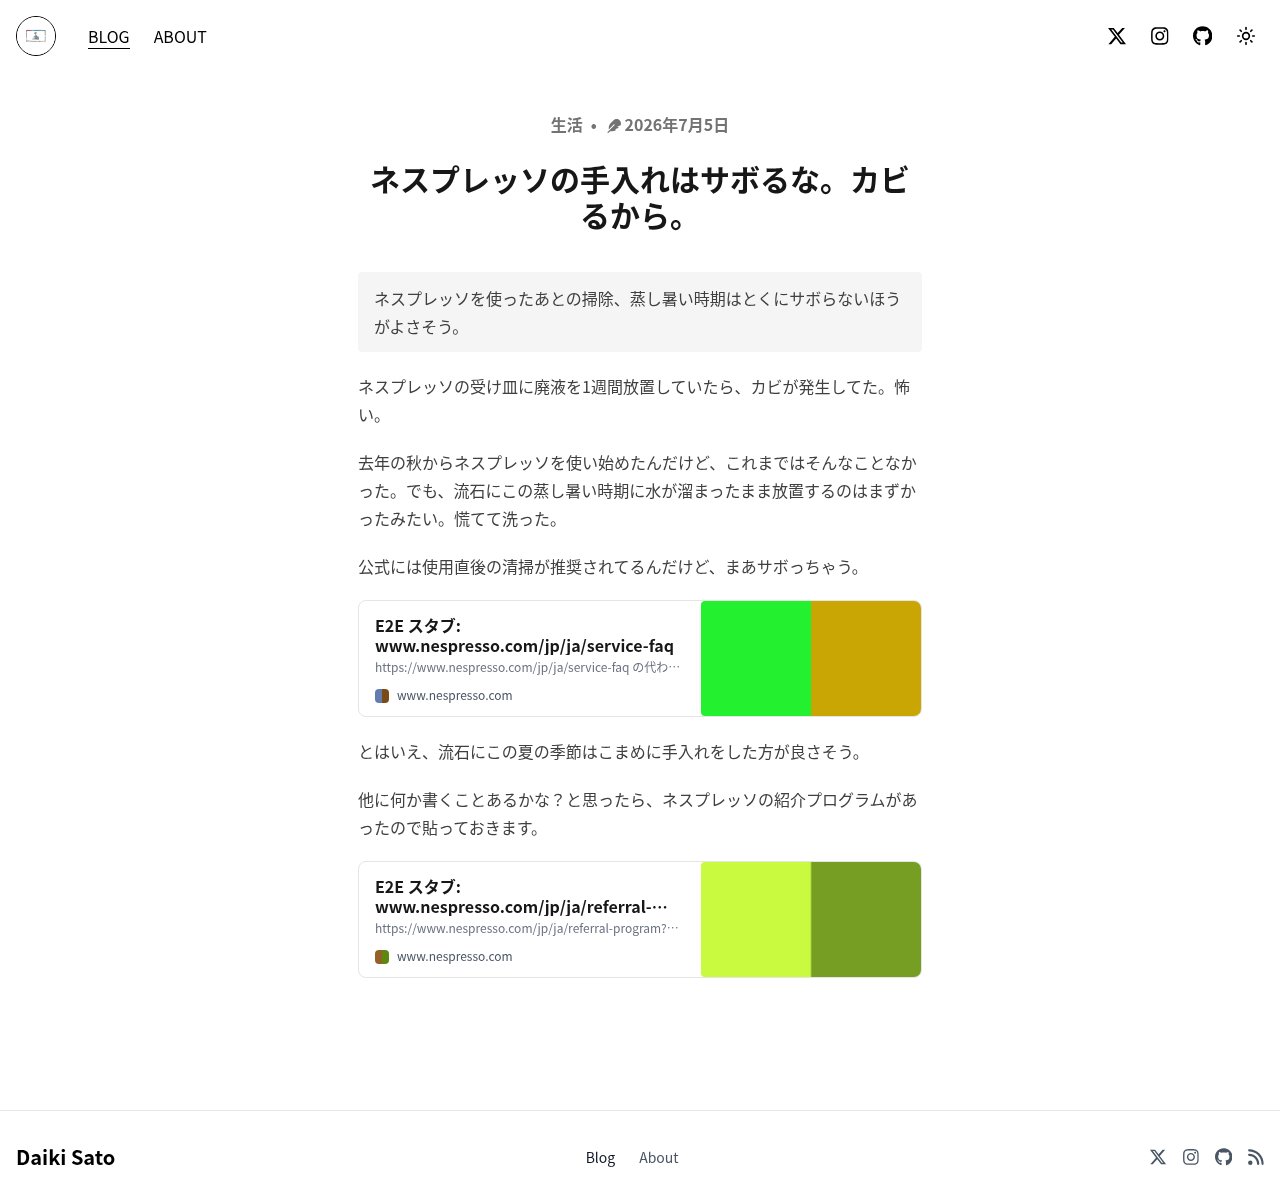 BLOG ABOUT
生活 • 2026年7月5日
ネスプレッソの手入れはサボるな。カビ
るから。
ネスプレッソを使ったあとの掃除、蒸し暑い時期はとくにサボらないほう
がよさそう。
ネスプレッソの受け皿に廃液を1週間放置していたら、カビが発生してた。怖
い。
去年の秋からネスプレッソを使い始めたんだけど、これまではそんなことなか
った。でも、流石にこの蒸し暑い時期に水が溜まったまま放置するのはまずか
ったみたい。慌てて洗った。
公式には使用直後の清掃が推奨されてるんだけど、まあサボっちゃう。
E2E スタブ:
www.nespresso.com/jp/ja/service-faq
https://www.nespresso.com/jp/ja/service-faq の代わ…
www.nespresso.com
とはいえ、流石にこの夏の季節はこまめに手入れをした方が良さそう。
他に何か書くことあるかな？と思ったら、ネスプレッソの紹介プログラムがあ
ったので貼っておきます。
E2E スタブ:
www.nespresso.com/jp/ja/referral-…
https://www.nespresso.com/jp/ja/referral-program?…
www.nespresso.com
Daiki Sato
Blog About